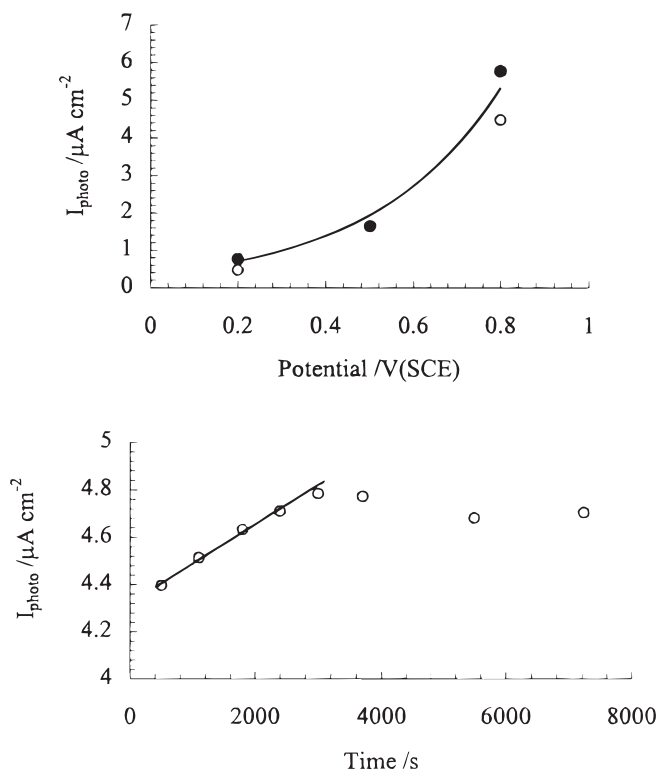 7
6
5
4
3
2
1
0
I_photo /µA cm⁻²
0 0.2 0.4 0.6 0.8 1
Potential /V(SCE)
5
4.8
4.6
4.4
4.2
4
I_photo /µA cm⁻²
0 2000 4000 6000 8000
Time /s